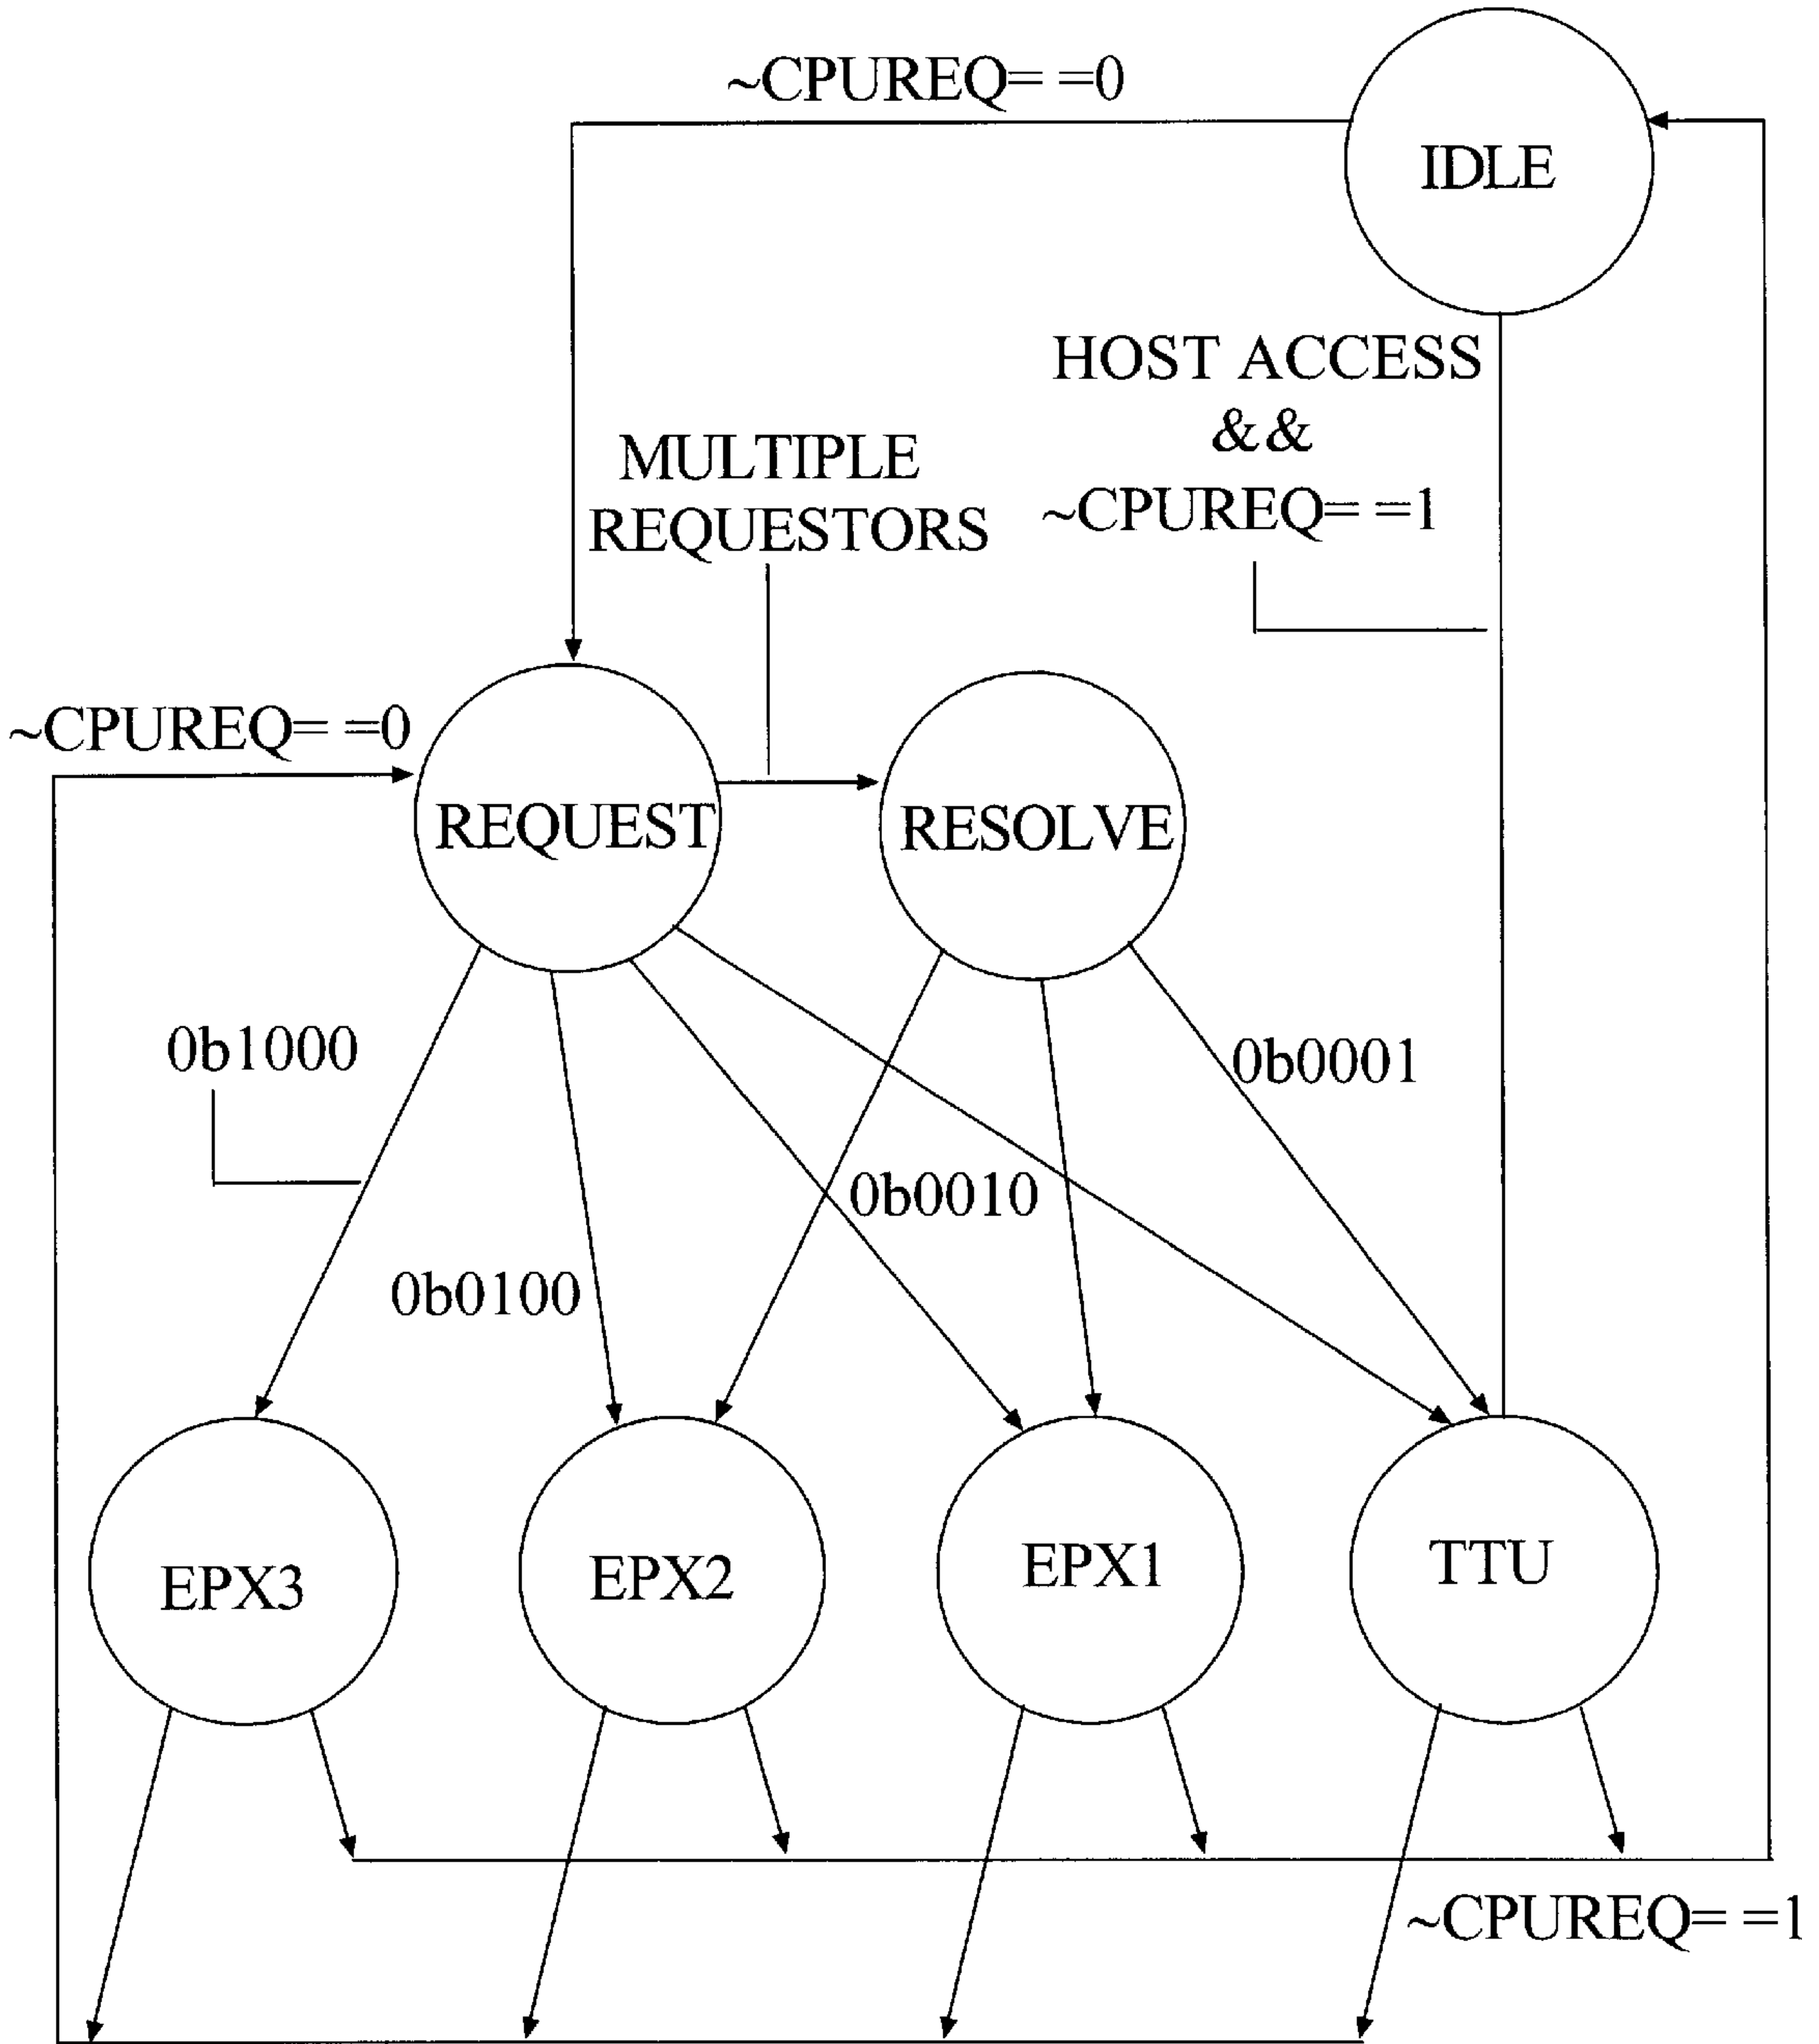 ~CPUREQ= =0
IDLE
HOST ACCESS
&&
~CPUREQ= =1
MULTIPLE
REQUESTORS
~CPUREQ= =0
REQUEST
RESOLVE
0b1000
0b0001
0b0010
0b0100
EPX3
EPX2
EPX1
TTU
~CPUREQ= =1